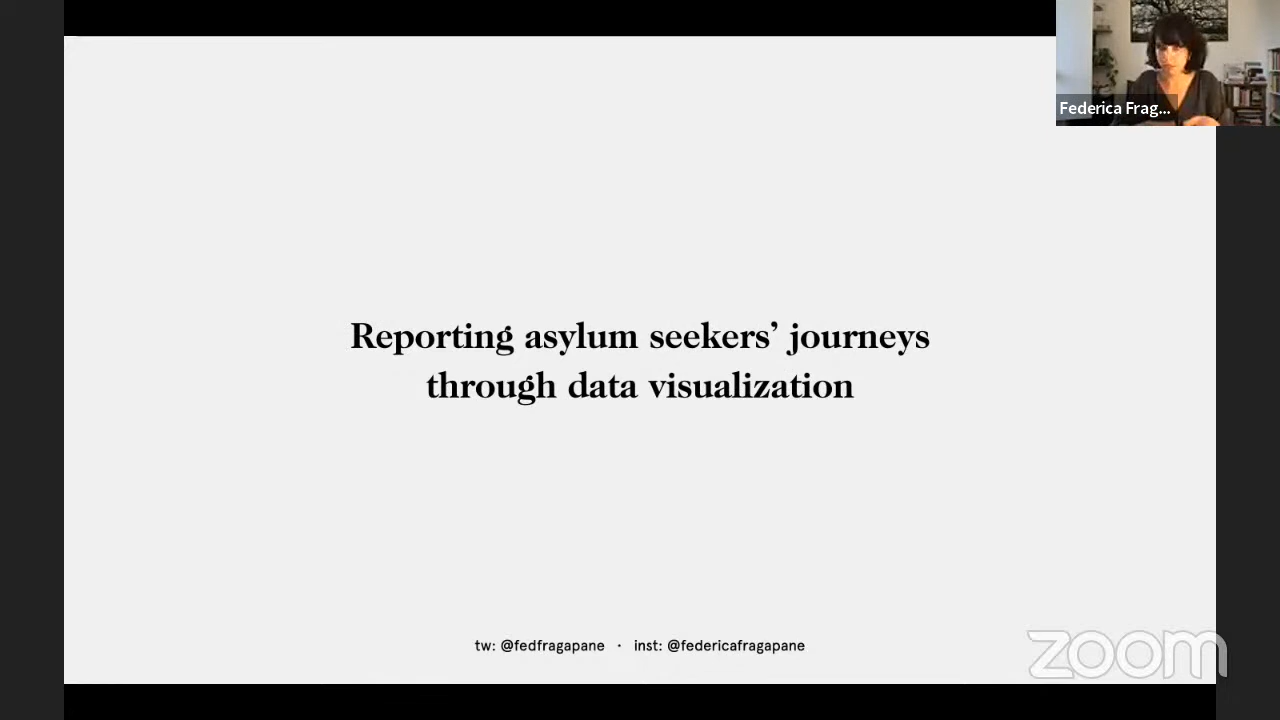 Federica Frag...
Reporting asylum seekers’ journeys
through data visualization
tw: @fedfragapane · inst: @federicafragapane
zoom